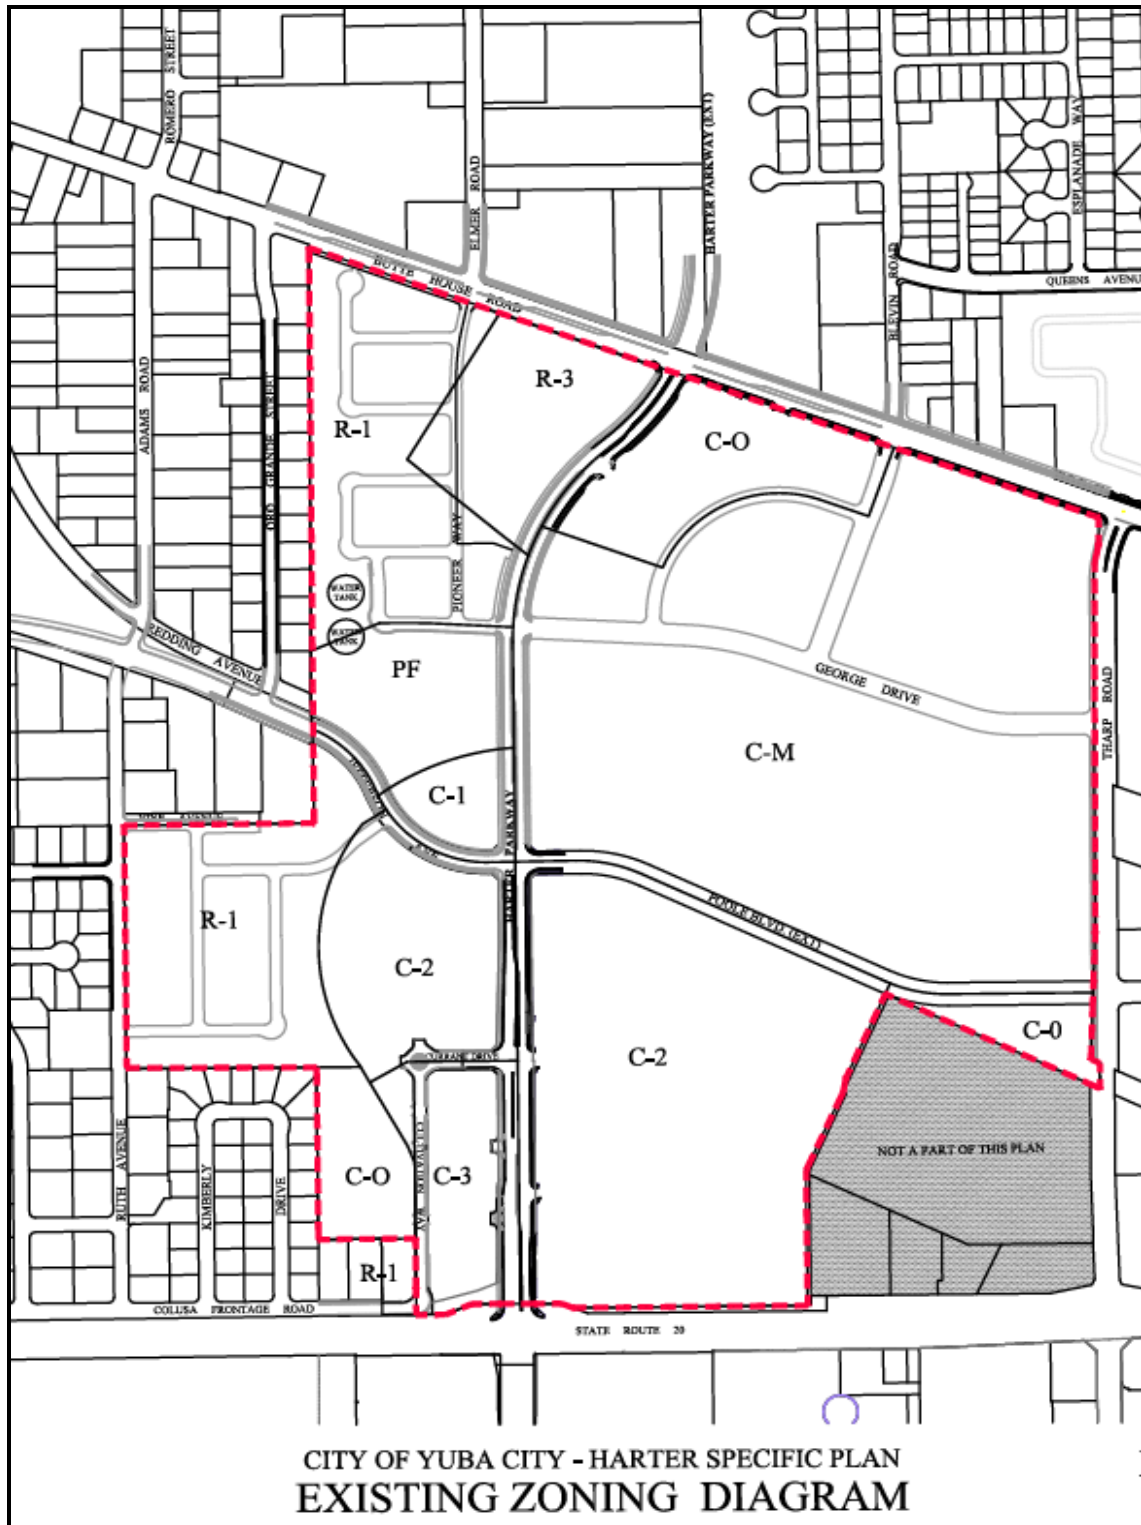 ROMERO STREET
ELMER ROAD
HARTER PARKWAY (EXT)
ESPLANADE WAY
BLEVIN ROAD
QUEENS AVENUE
BUTTE HOUSE ROAD
ADAMS ROAD
ORO GRANDE STREET
R-3
R-1
C-O
PIONEER WAY
WATER
TANK
WATER
TANK
REDDING AVENUE
PF
GEORGE DRIVE
THARP ROAD
C-M
C-1
HARTER PARKWAY
AVE
POOLE BLVD. (EXT)
R-1
C-2
C-2
C-0
CURRANT DRIVE
NOT A PART OF THIS PLAN
RUTH AVENUE
KIMBERLY DRIVE
C-O
CULTIVATION WAY
C-3
R-1
COLUSA FRONTAGE ROAD
STATE ROUTE 20
CITY OF YUBA CITY - HARTER SPECIFIC PLAN
EXISTING ZONING DIAGRAM